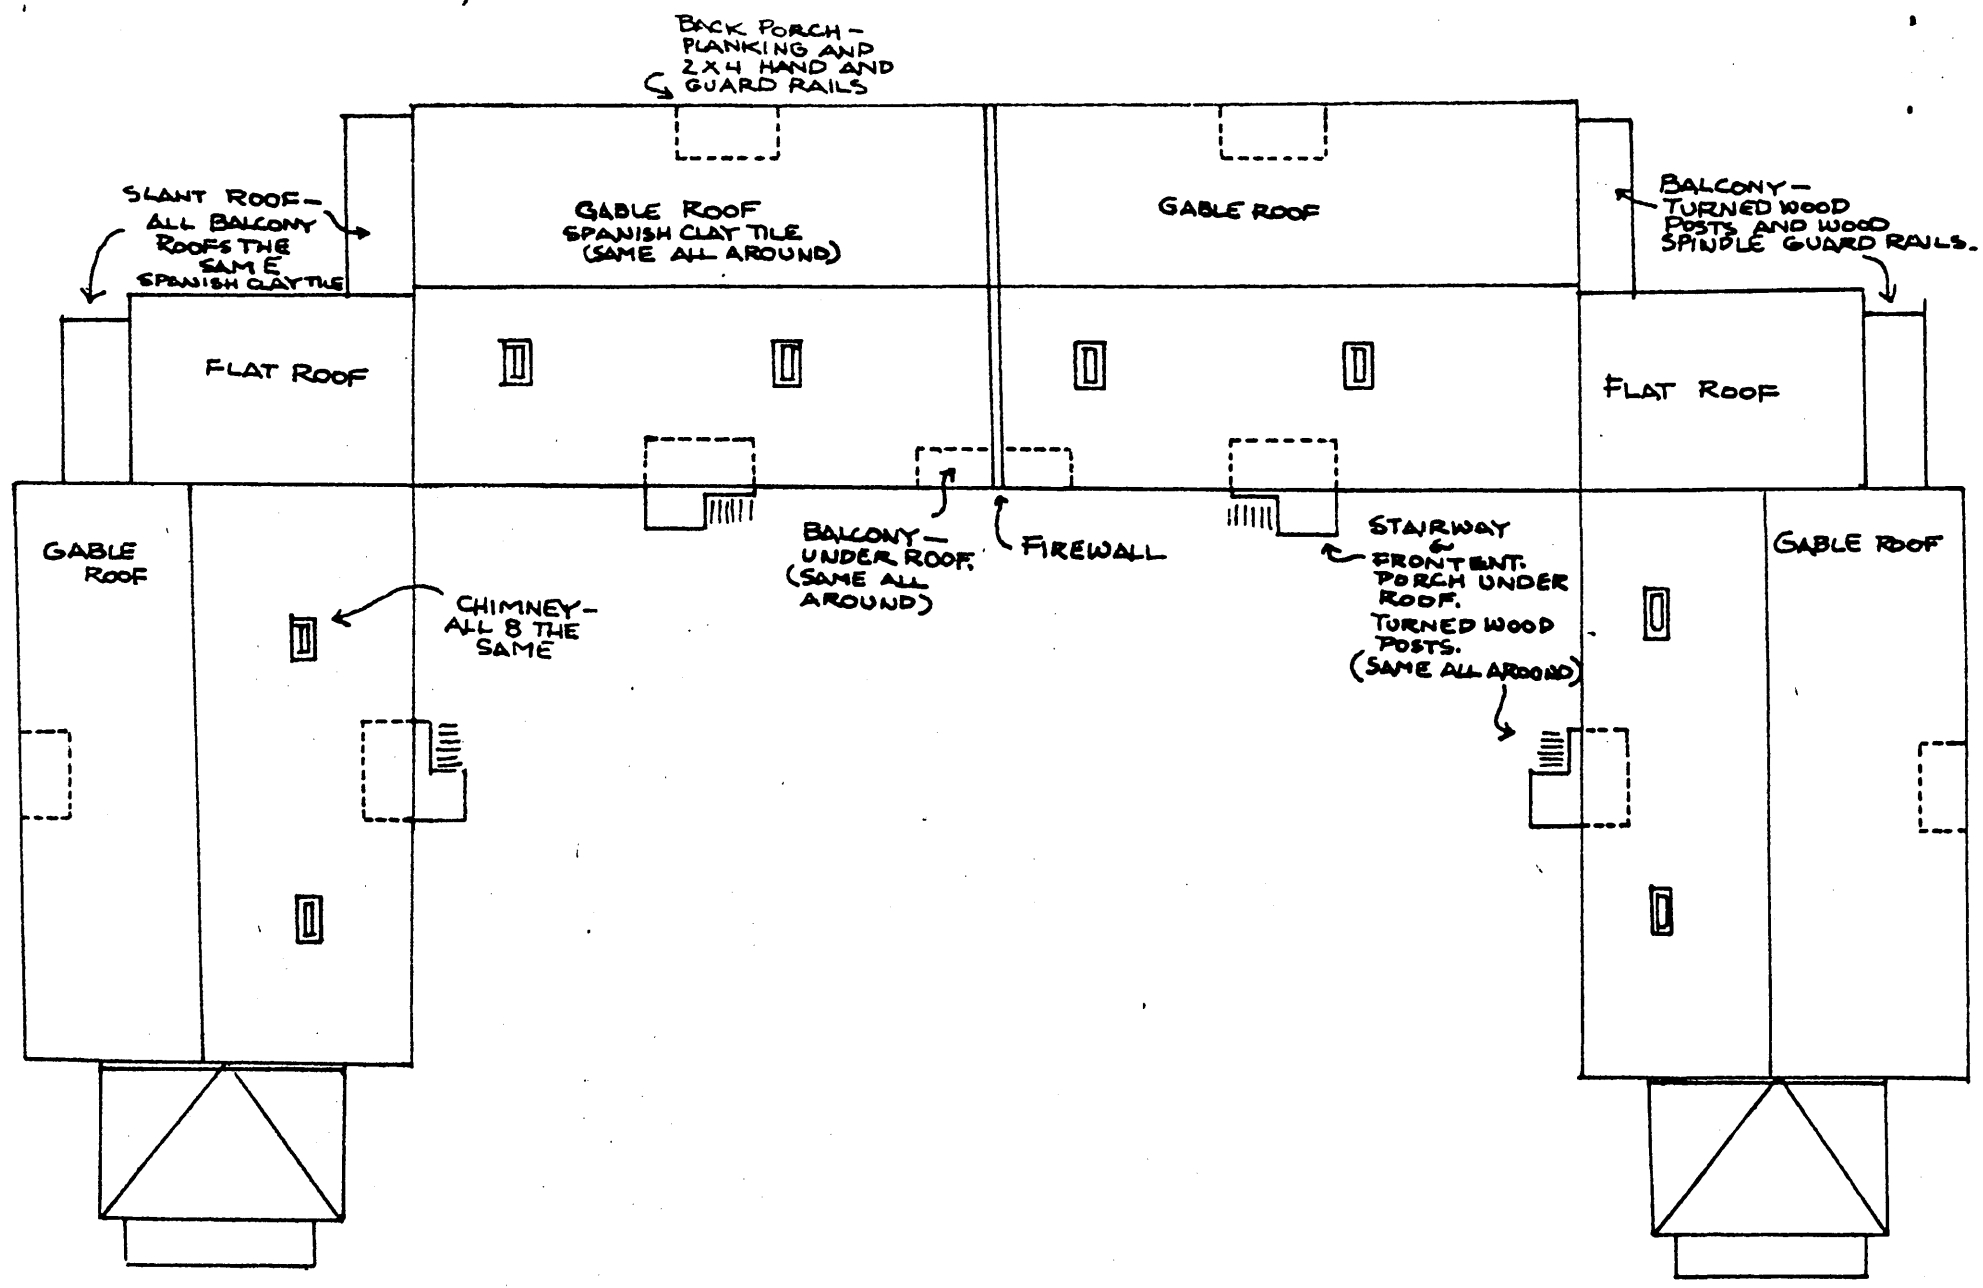 BACK PORCH –
PLANKING AND
2X4 HAND AND
GUARD RAILS
SLANT ROOF –
ALL BALCONY
ROOFS THE
SAME
SPANISH CLAY TILE
GABLE ROOF
SPANISH CLAY TILE
(SAME ALL AROUND)
GABLE ROOF
BALCONY –
TURNED WOOD
POSTS AND WOOD
SPINDLE GUARD RAILS.
FLAT ROOF
FLAT ROOF
GABLE
ROOF
CHIMNEY –
ALL 8 THE
SAME
BALCONY –
UNDER ROOF.
(SAME ALL
AROUND)
FIREWALL
STAIRWAY
&
FRONT ENT.
PORCH UNDER
ROOF.
TURNED WOOD
POSTS.
(SAME ALL AROUND)
GABLE ROOF